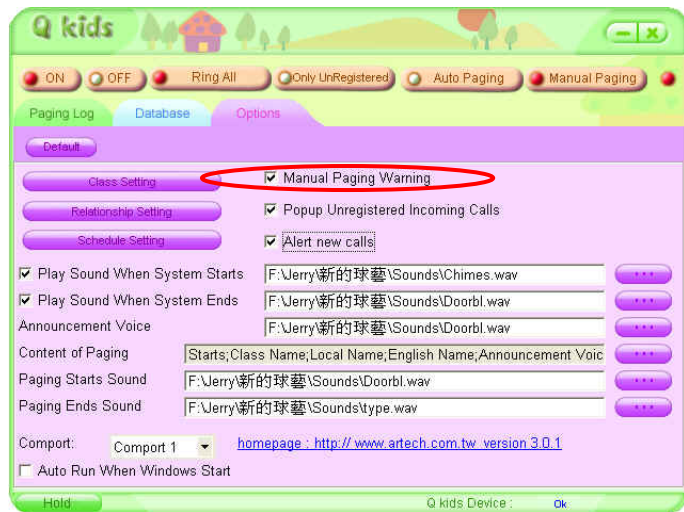 Q kids
ON OFF Ring All Only UnRegistered Auto Paging Manual Paging
Paging Log Database Options
Default
Class Setting Manual Paging Warning
Relationship Setting Popup Unregistered Incoming Calls
Schedule Setting Alert new calls
Play Sound When System Starts F:\Jerry\新的球藝\Sounds\Chimes.wav ...
Play Sound When System Ends F:\Jerry\新的球藝\Sounds\Doorbl.wav ...
Announcement Voice F:\Jerry\新的球藝\Sounds\Doorbl.wav ...
Content of Paging Starts;Class Name;Local Name;English Name;Announcement Voic ...
Paging Starts Sound F:\Jerry\新的球藝\Sounds\Doorbl.wav ...
Paging Ends Sound F:\Jerry\新的球藝\Sounds\type.wav ...
Comport: Comport 1 homepage : http:// www.artech.com.tw version 3.0.1
Auto Run When Windows Start
Hold Q kids Device : Ok